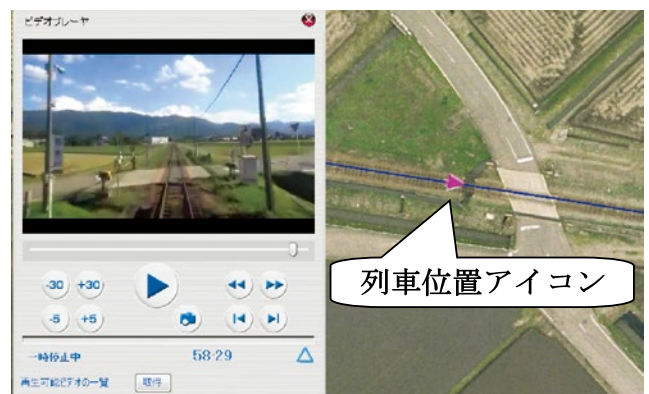 ビデオプレーヤ
-30
+30
-5
+5
一時停止中
58:29
再生可能ビデオの一覧
取得
列車位置アイコン